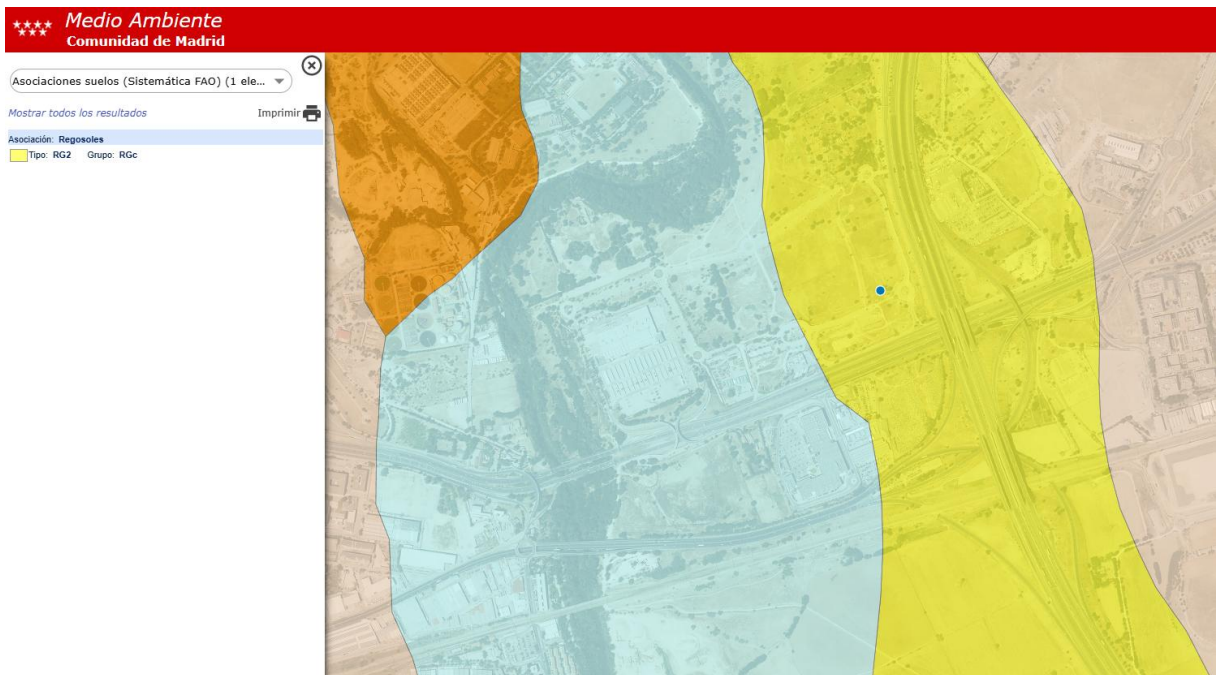 Medio Ambiente
Comunidad de Madrid
Asociaciones suelos (Sistemática FAO) (1 ele...
Mostrar todos los resultados Imprimir
Asociación: Regosoles
Tipo: RG2 Grupo: RGc